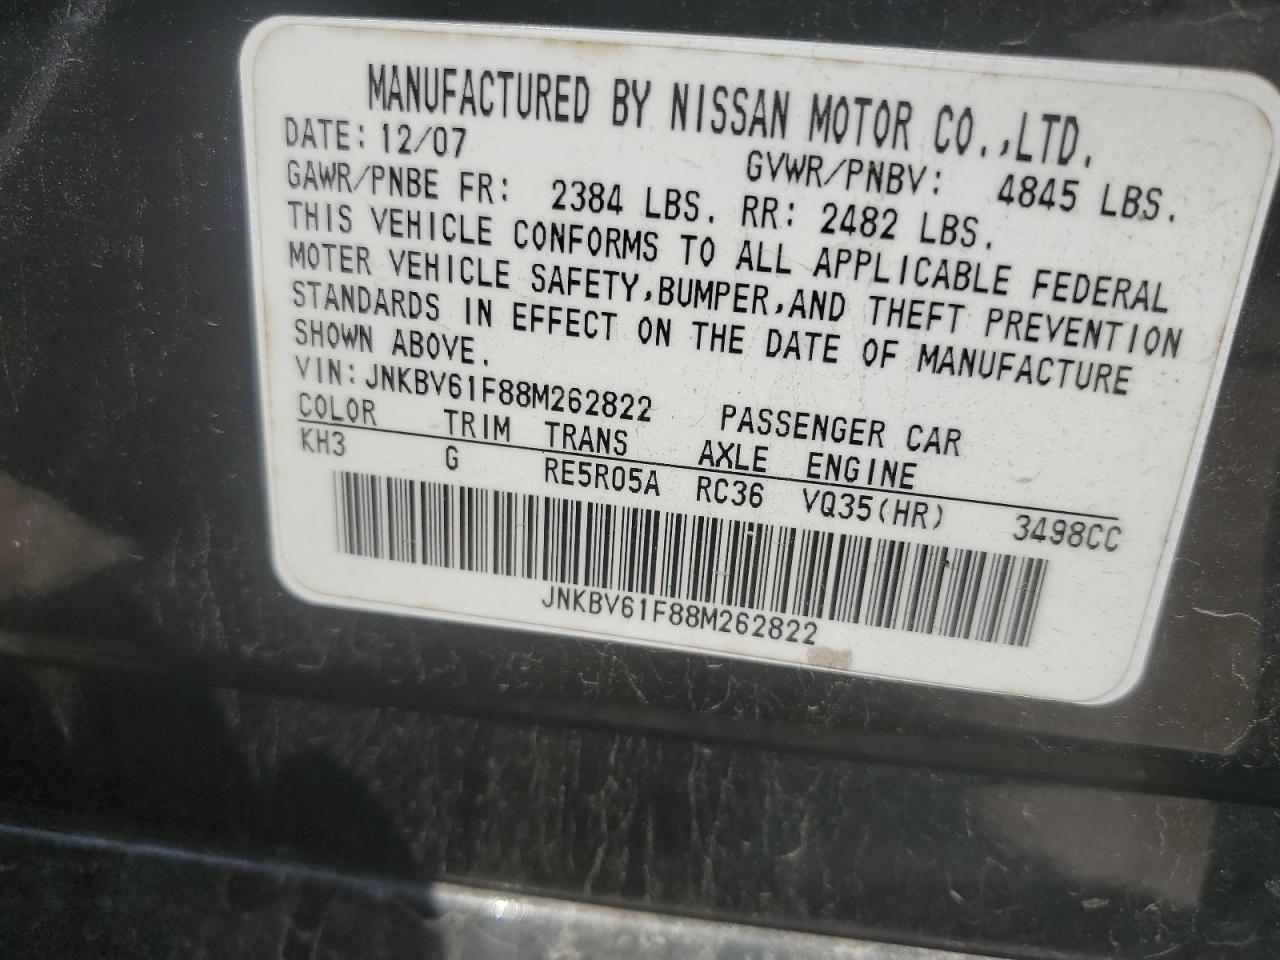 MANUFACTURED BY NISSAN MOTOR CO.,LTD.
DATE: 12/07 GVWR/PNBV: 4845 LBS.
GAWR/PNBE FR: 2384 LBS. RR: 2482 LBS.
THIS VEHICLE CONFORMS TO ALL APPLICABLE FEDERAL
MOTER VEHICLE SAFETY,BUMPER,AND THEFT PREVENTION
STANDARDS IN EFFECT ON THE DATE OF MANUFACTURE
SHOWN ABOVE.
VIN:JNKBV61F88M262822 PASSENGER CAR
COLOR TRIM TRANS AXLE ENGINE
KH3 G RE5R05A RC36 VQ35(HR) 3498CC
JNKBV61F88M262822